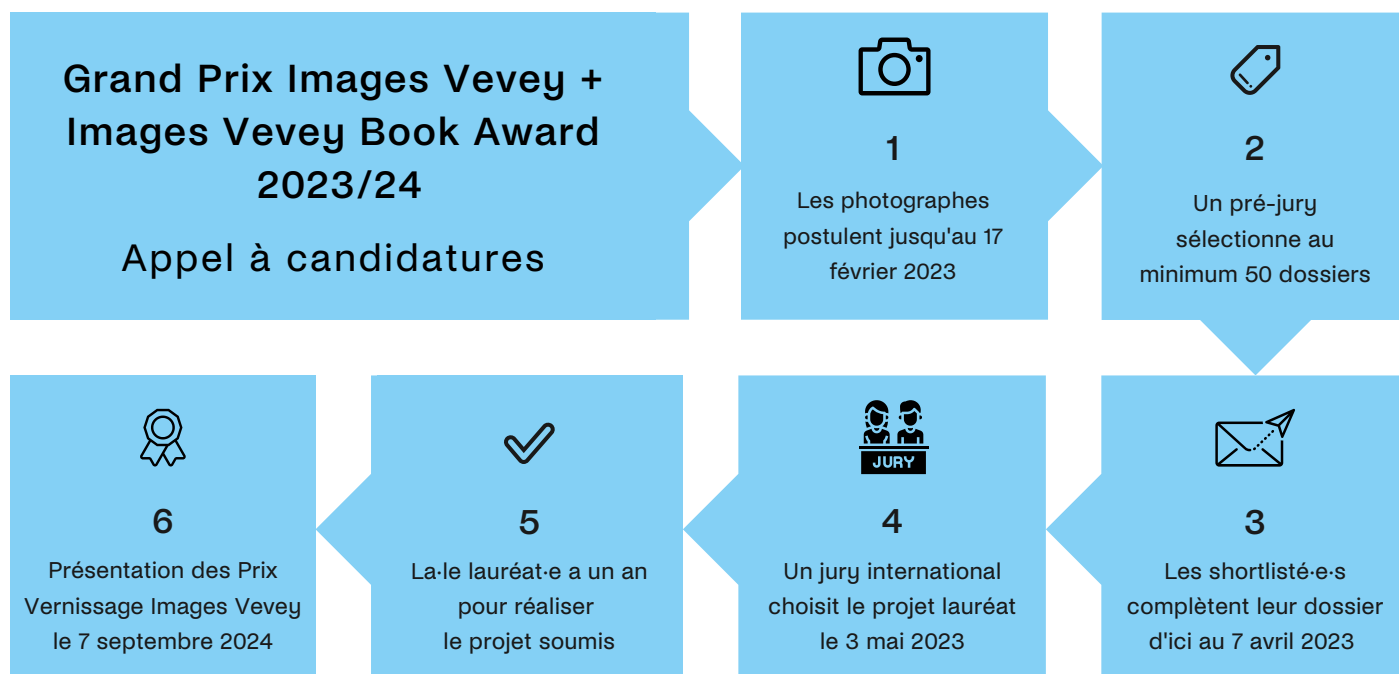 Grand Prix Images Vevey +
Images Vevey Book Award
2023/24
Appel à candidatures
1
Les photographes
postulent jusqu'au 17
février 2023
2
Un pré-jury
sélectionne au
minimum 50 dossiers
3
Les shortlisté·e·s
complètent leur dossier
d'ici au 7 avril 2023
JURY
4
Un jury international
choisit le projet lauréat
le 3 mai 2023
5
La·le lauréat·e a un an
pour réaliser
le projet soumis
6
Présentation des Prix
Vernissage Images Vevey
le 7 septembre 2024